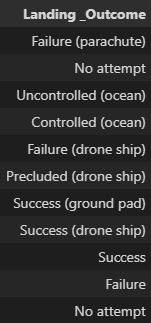 Landing _Outcome
Failure (parachute)
No attempt
Uncontrolled (ocean)
Controlled (ocean)
Failure (drone ship)
Precluded (drone ship)
Success (ground pad)
Success (drone ship)
Success
Failure
No attempt